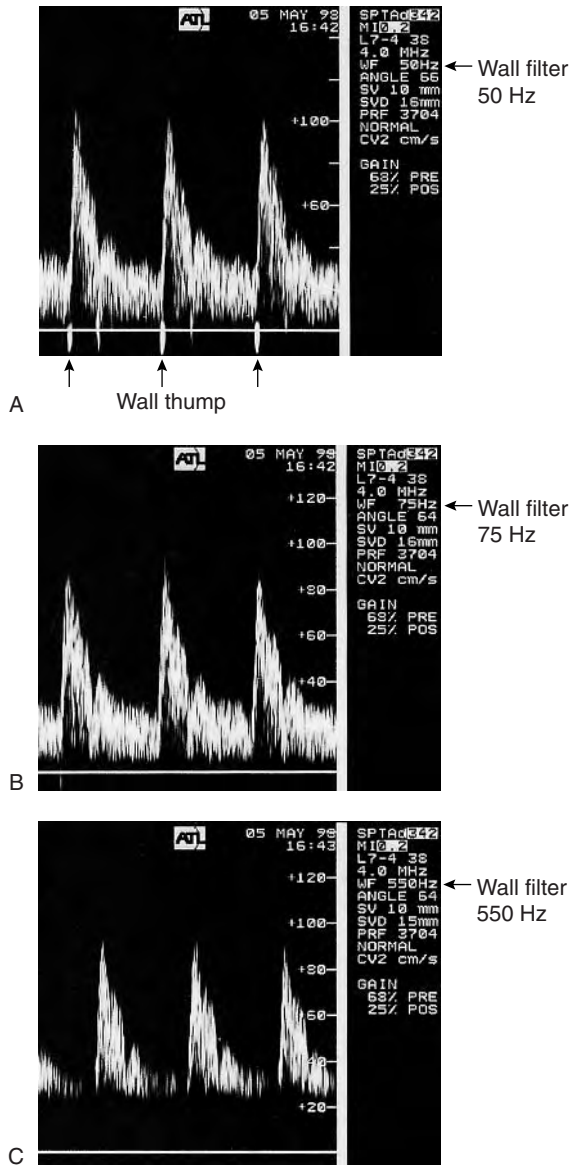 ATL 05 MAY 98
16:42
SPTAd342
MI0.2
L7-4 38
4.0 MHz
WF 50Hz
ANGLE 66
SV 10 mm
SVD 16mm
PRF 3704
NORMAL
CV2 cm/s
GAIN
68% PRE
25% POS
Wall filter
50 Hz
+100
+60
A
Wall thump
ATL 05 MAY 98
16:42
SPTAd342
MI0.2
L7-4 38
4.0 MHz
WF 75Hz
ANGLE 64
SV 10 mm
SVD 16mm
PRF 3704
NORMAL
CV2 cm/s
GAIN
68% PRE
25% POS
Wall filter
75 Hz
+120
+100
+80
+60
+40
B
ATL 05 MAY 98
16:43
SPTAd342
MI0.2
L7-4 38
4.0 MHz
WF 550Hz
ANGLE 64
SV 10 mm
SVD 15mm
PRF 3704
NORMAL
CV2 cm/s
GAIN
68% PRE
25% POS
Wall filter
550 Hz
+120
+100
+80
+60
+40
+20
C